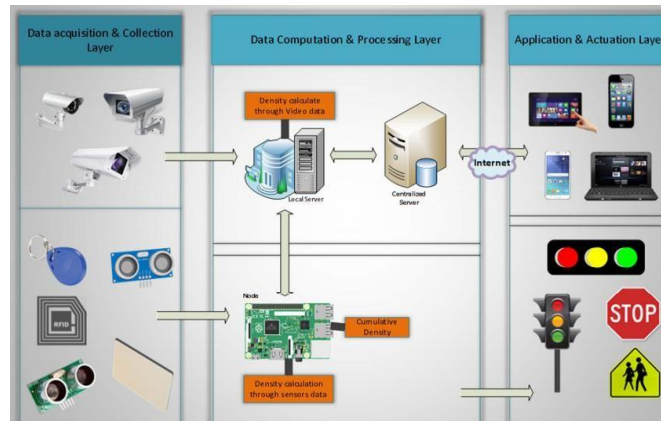 Data acquisition & Collection
Layer
Data Computation & Processing Layer
Application & Actuation Laye
Density calculate
through Video data
Internet
Local Server
Centralized
Server
Node
RFID
Cumulative
Density
Density calculation
through sensors data
STOP